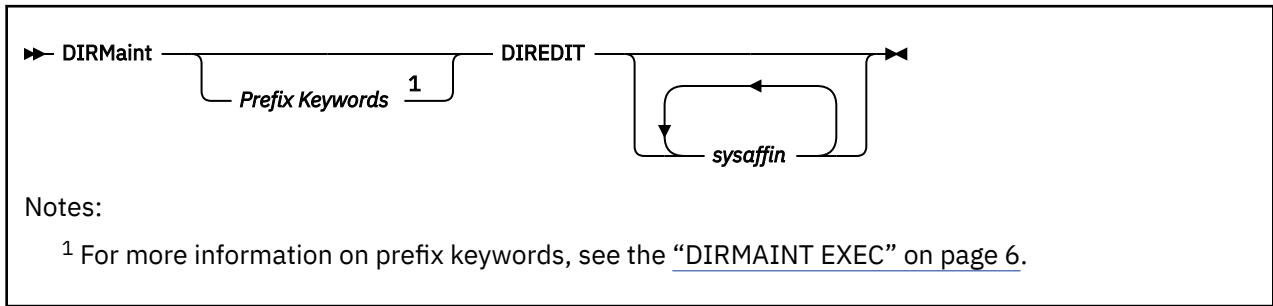 DIRMaint Prefix Keywords 1 DIREDIT sysaffin
Notes:
1 For more information on prefix keywords, see the “DIRMAINT EXEC” on page 6.